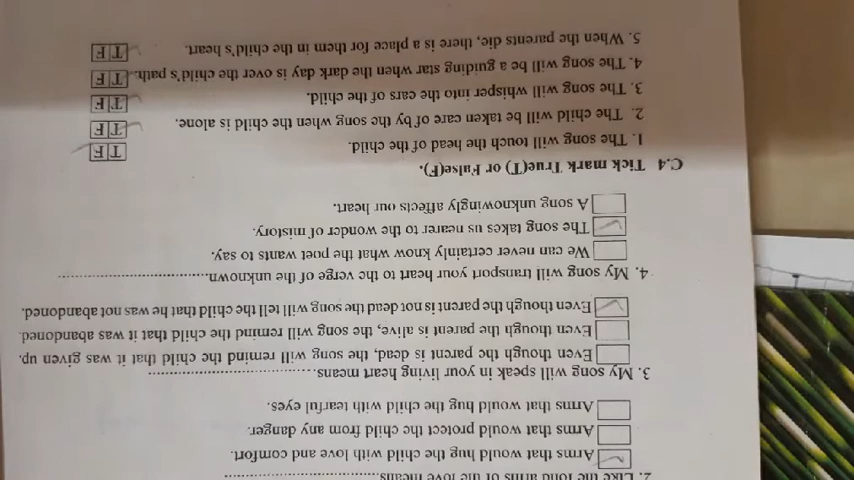 2. Like the fond arms of the love means
Arms that would hug the child with love and comfort.
Arms that would protect the child from any danger.
Arms that would hug the child with tearful eyes.
3. My song will speak in your living heart means
Even though the parent is dead, the song will remind the child that it was given up.
Even though the parent is alive, the song will remind the child that it was abandoned.
Even though the parent is not dead the song will tell the child that he was not abandoned.
4. My song will transport your heart to the verge of the unknown
We can never certainly know what the poet wants to say.
The song takes us nearer to the wonder of mistory.
A song unknowingly affects our heart.
C.4 Tick mark True(T) or False(F).
1. The song will touch the head of the child. T F
2. The child will be taken care of by the song when the child is alone. T F
3. The song will whisper into the ears of the child. T F
4. The song will be a guiding star when the dark day is over the child's path. T F
5. When the parents die, there is a place for them in the child's heart. T F